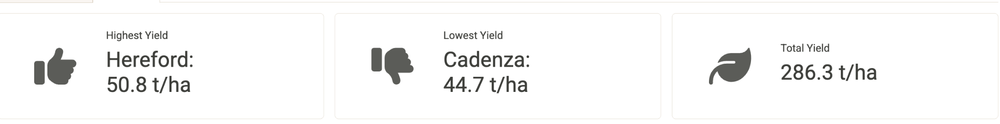 Highest Yield
Hereford:
50.8 t/ha
Lowest Yield
Cadenza:
44.7 t/ha
Total Yield
286.3 t/ha